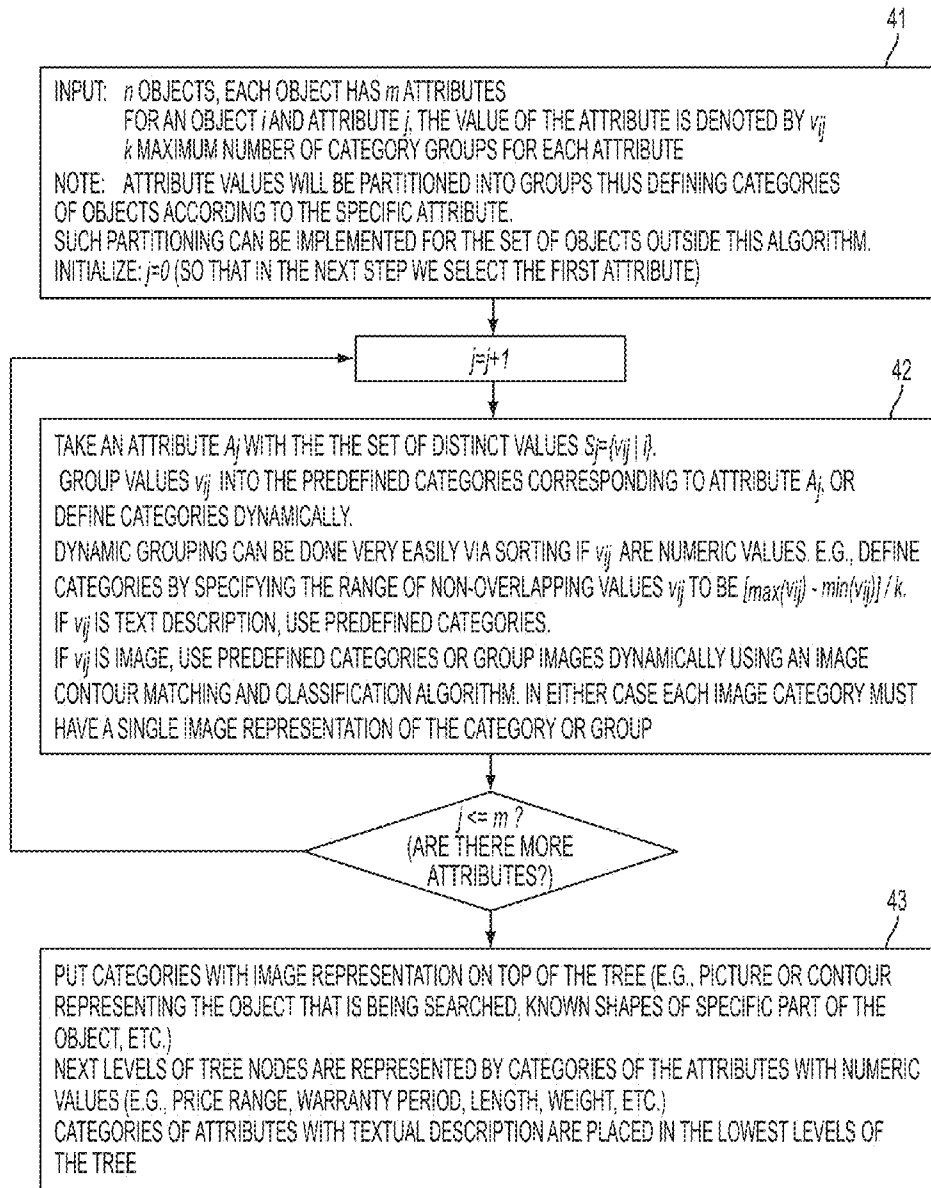 41
INPUT: n OBJECTS, EACH OBJECT HAS m ATTRIBUTES
FOR AN OBJECT i AND ATTRIBUTE j, THE VALUE OF THE ATTRIBUTE IS DENOTED BY vij
k MAXIMUM NUMBER OF CATEGORY GROUPS FOR EACH ATTRIBUTE
NOTE: ATTRIBUTE VALUES WILL BE PARTITIONED INTO GROUPS THUS DEFINING CATEGORIES
OF OBJECTS ACCORDING TO THE SPECIFIC ATTRIBUTE.
SUCH PARTITIONING CAN BE IMPLEMENTED FOR THE SET OF OBJECTS OUTSIDE THIS ALGORITHM.
INITIALIZE: j=0 (SO THAT IN THE NEXT STEP WE SELECT THE FIRST ATTRIBUTE)
j=j+1
42
TAKE AN ATTRIBUTE Aj WITH THE THE SET OF DISTINCT VALUES Sj={vij | i}.
GROUP VALUES vij INTO THE PREDEFINED CATEGORIES CORRESPONDING TO ATTRIBUTE Aj, OR
DEFINE CATEGORIES DYNAMICALLY.
DYNAMIC GROUPING CAN BE DONE VERY EASILY VIA SORTING IF vij ARE NUMERIC VALUES. E.G., DEFINE
CATEGORIES BY SPECIFYING THE RANGE OF NON-OVERLAPPING VALUES vij TO BE [max(vij) - min(vij)] / k.
IF vij IS TEXT DESCRIPTION, USE PREDEFINED CATEGORIES.
IF vij IS IMAGE, USE PREDEFINED CATEGORIES OR GROUP IMAGES DYNAMICALLY USING AN IMAGE
CONTOUR MATCHING AND CLASSIFICATION ALGORITHM. IN EITHER CASE EACH IMAGE CATEGORY MUST
HAVE A SINGLE IMAGE REPRESENTATION OF THE CATEGORY OR GROUP
j <= m ?
(ARE THERE MORE
ATTRIBUTES?)
43
PUT CATEGORIES WITH IMAGE REPRESENTATION ON TOP OF THE TREE (E.G., PICTURE OR CONTOUR
REPRESENTING THE OBJECT THAT IS BEING SEARCHED, KNOWN SHAPES OF SPECIFIC PART OF THE
OBJECT, ETC.)
NEXT LEVELS OF TREE NODES ARE REPRESENTED BY CATEGORIES OF THE ATTRIBUTES WITH NUMERIC
VALUES (E.G., PRICE RANGE, WARRANTY PERIOD, LENGTH, WEIGHT, ETC.)
CATEGORIES OF ATTRIBUTES WITH TEXTUAL DESCRIPTION ARE PLACED IN THE LOWEST LEVELS OF
THE TREE